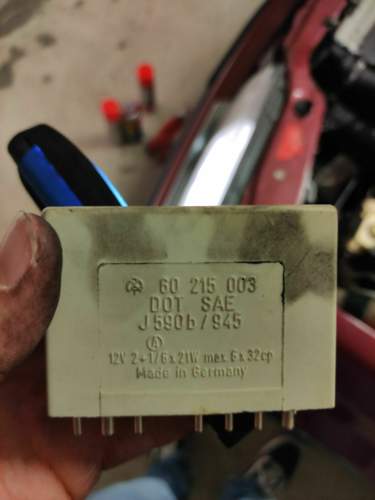 60 215 003
DOT SAE
J 590b/945
A
12V 2+1/6x21W max 6x32cp
Made in Germany